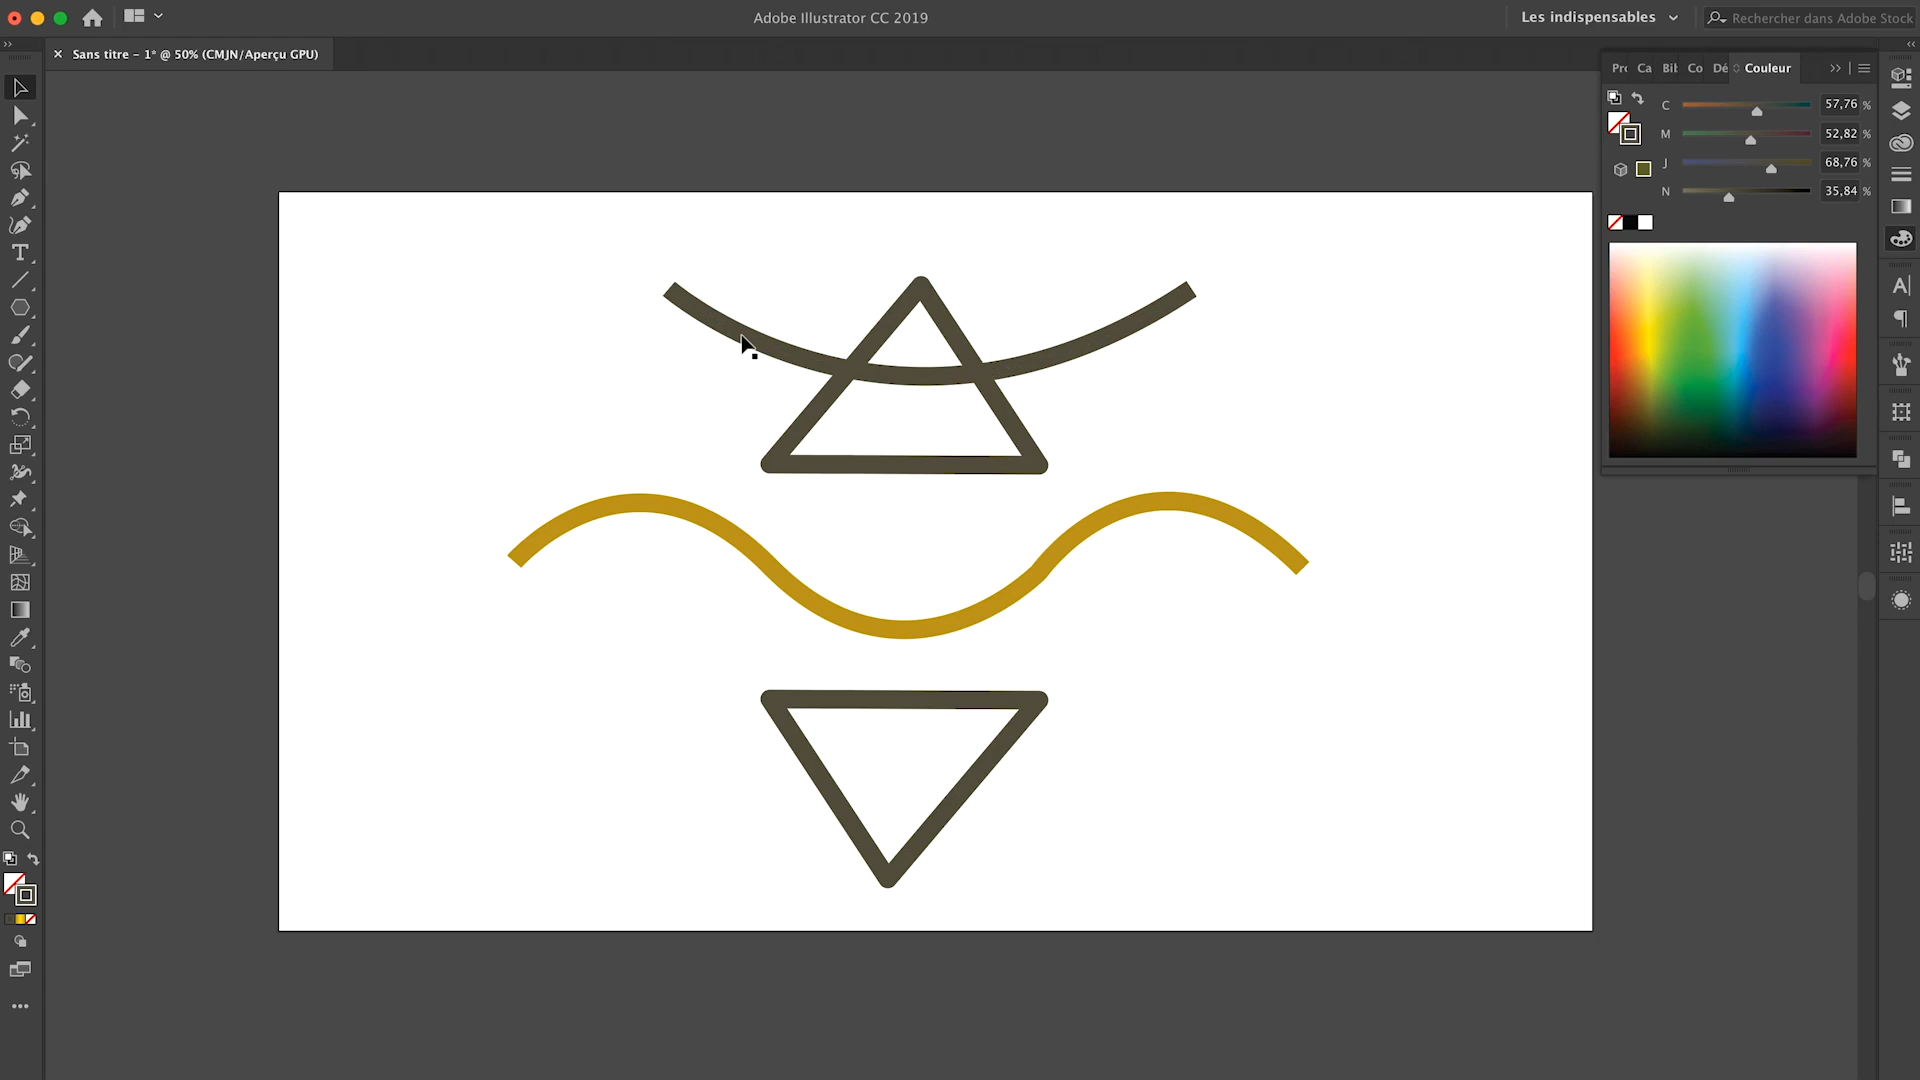 Adobe Illustrator CC 2019
Les indispensables
Rechercher dans Adobe Stock
Sans titre - 1* @ 50% (CMJN/Aperçu GPU)
Pro Ca Bil Co Dé Couleur
C 57,76 %
M 52,82 %
J 68,76 %
N 35,84 %